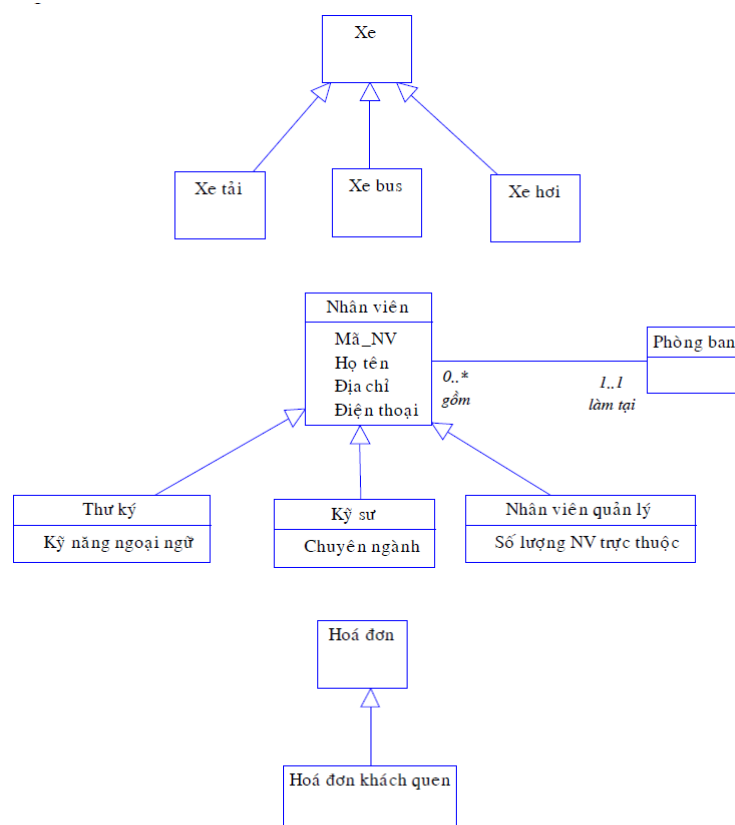 Xe
Xe tải
Xe bus
Xe hơi
Nhân viên
Mã_NV
Họ tên
Địa chỉ
Điện thoại
0..*
gồm
1..1
làm tại
Phòng ban
Thư ký
Kỹ năng ngoại ngữ
Kỹ sư
Chuyên ngành
Nhân viên quản lý
Số lượng NV trực thuộc
Hoá đơn
Hoá đơn khách quen